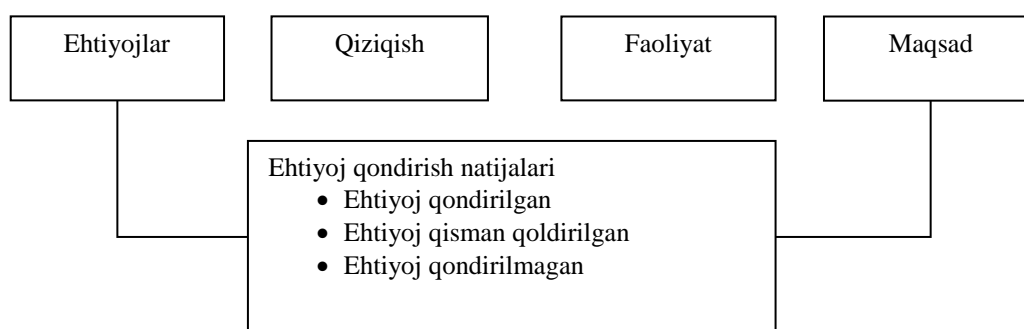 Ehtiyojlar
Qiziqish
Faoliyat
Maqsad
Ehtiyoj qondirish natijalari
• Ehtiyoj qondirilgan
• Ehtiyoj qisman qoldirilgan
• Ehtiyoj qondirilmagan